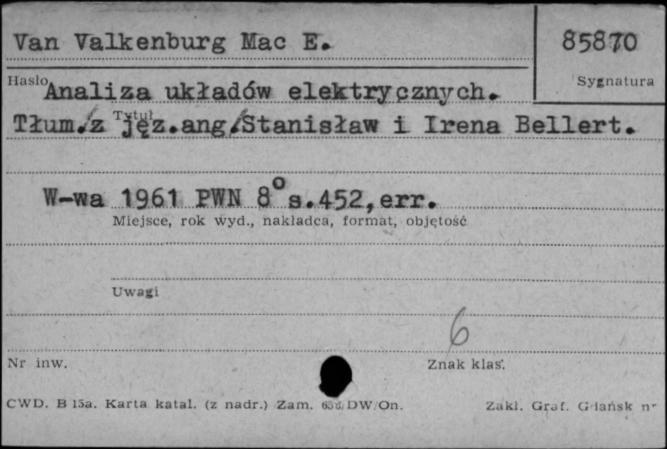 Van Valkenburg Mac E.
85870
Hasło
Sygnatura
Analiza układów elektrycznych.
Tytuł
Tłum./z jęz.ang/Stanisław i Irena Bellert.
W-wa 1961 PWN 8° s.452,err.
Miejsce, rok wyd., nakładca, format, objętość
Uwagi
6
Nr inw.
Znak klas.
CWD. B 15a. Karta katal. (z nadr.) Zam. DW/On.
Zakł. Graf. Gdańsk n